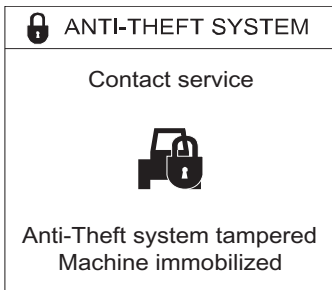 ANTI-THEFT SYSTEM
Contact service
Anti-Theft system tampered
Machine immobilized